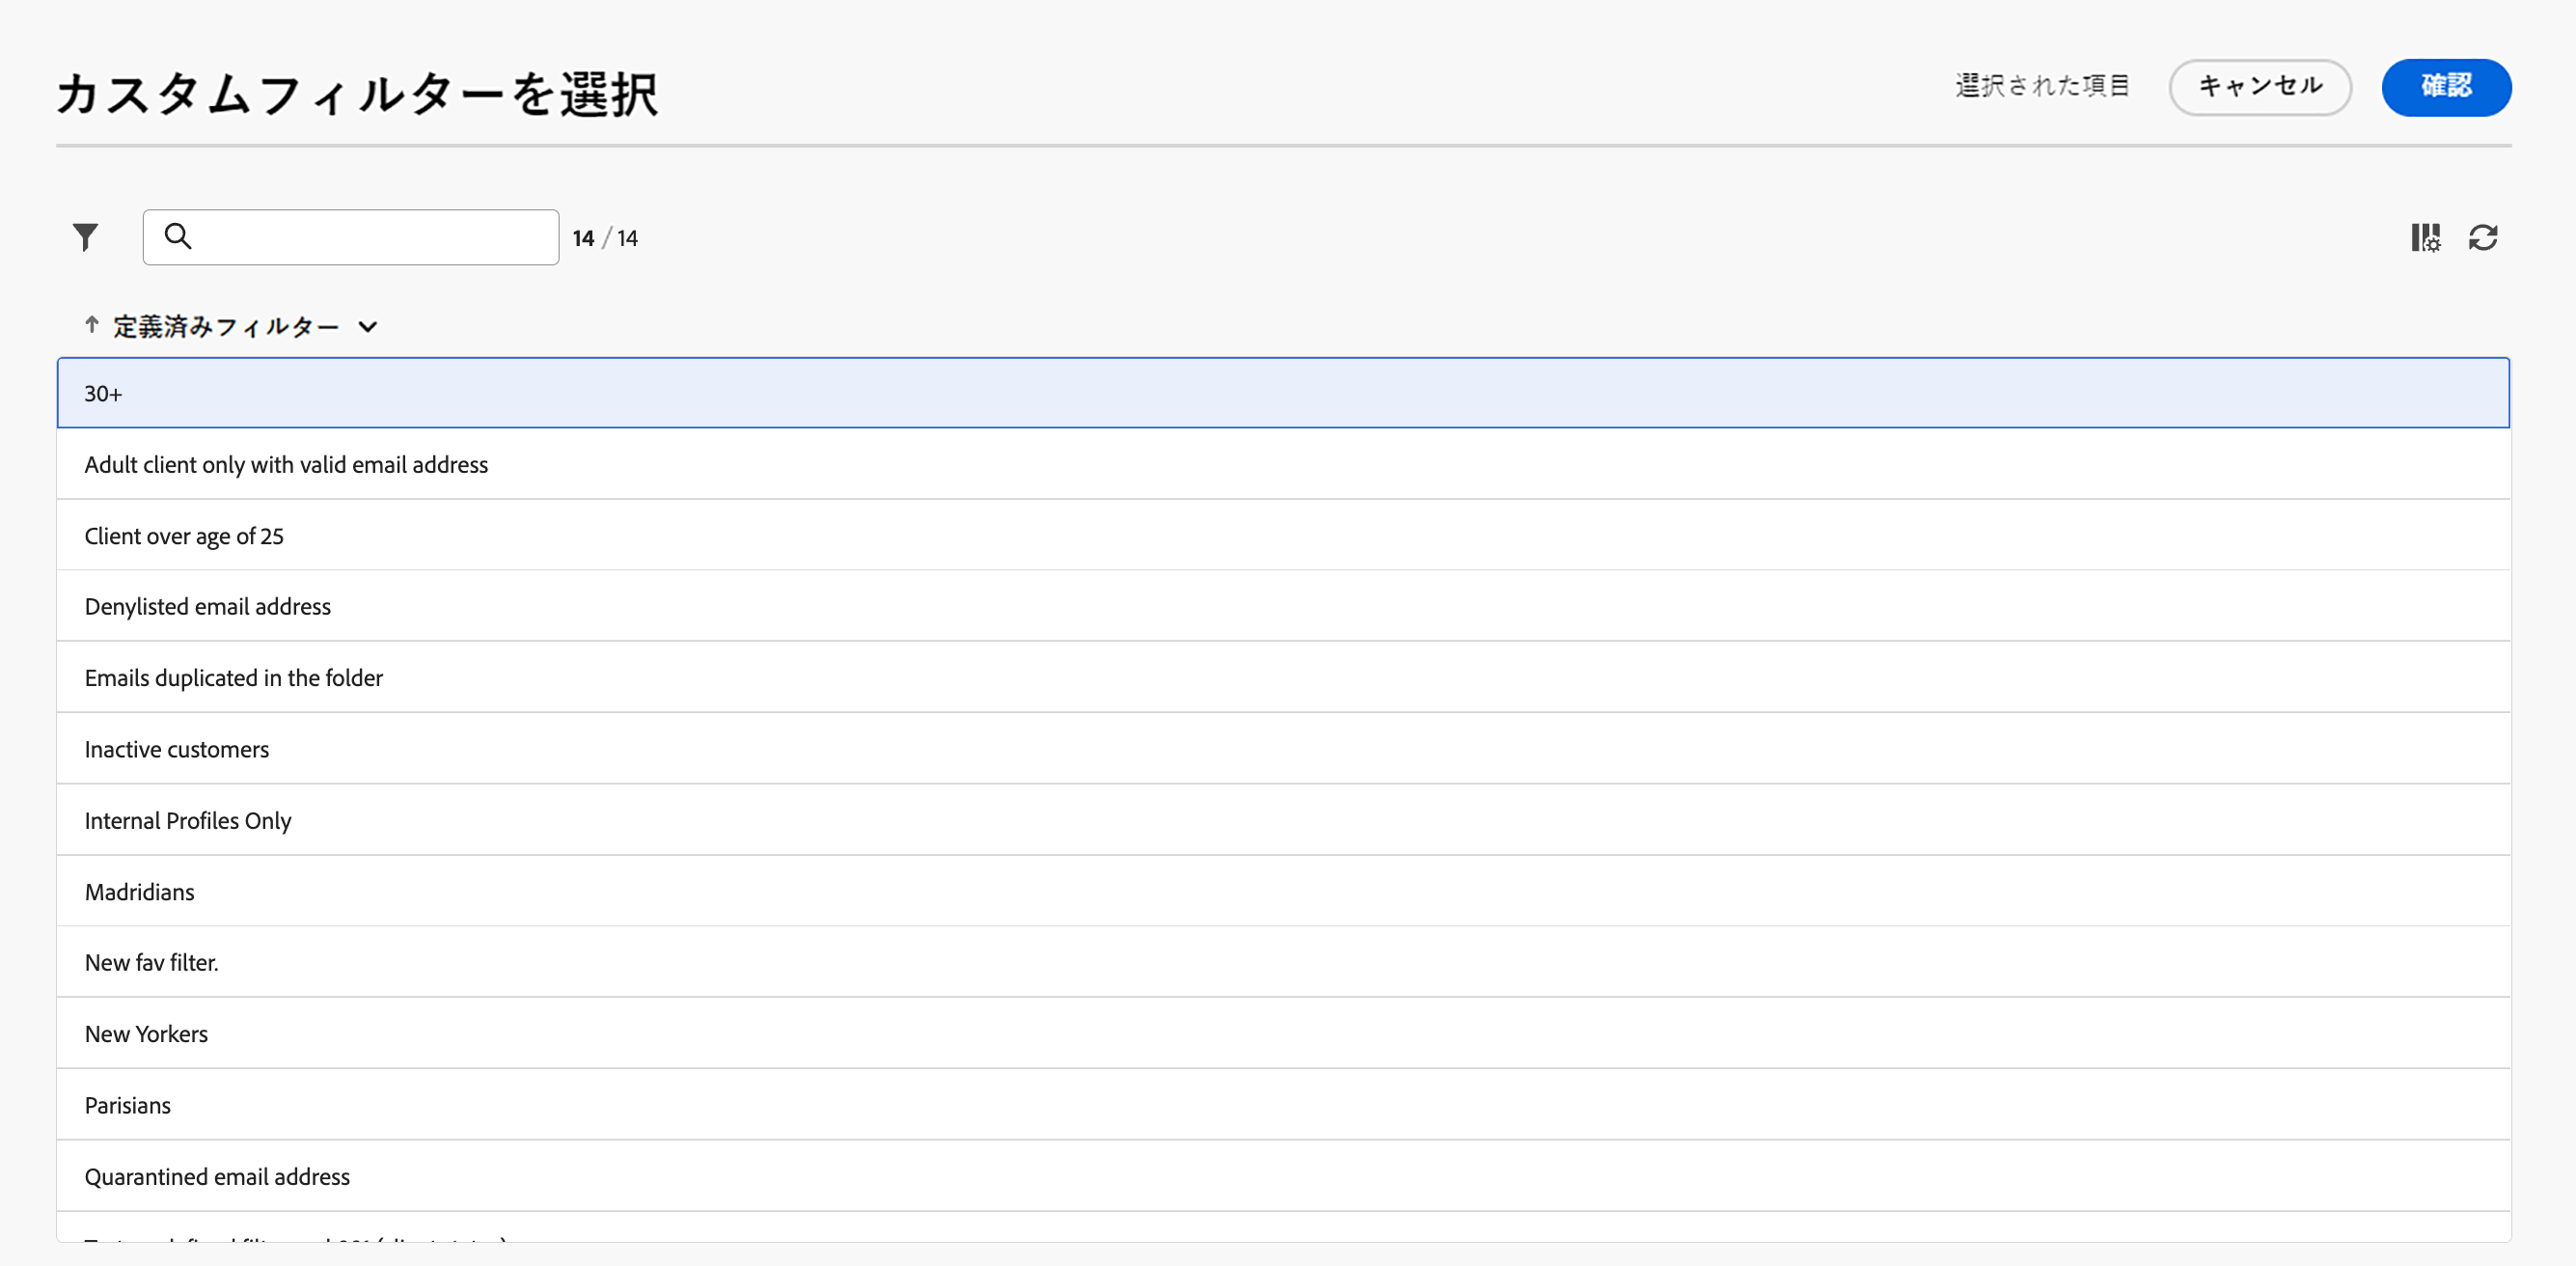 カスタムフィルターを選択
選択された項目 キャンセル 確認
14 / 14
定義済みフィルター
30+
Adult client only with valid email address
Client over age of 25
Denylisted email address
Emails duplicated in the folder
Inactive customers
Internal Profiles Only
Madridians
New fav filter.
New Yorkers
Parisians
Quarantined email address